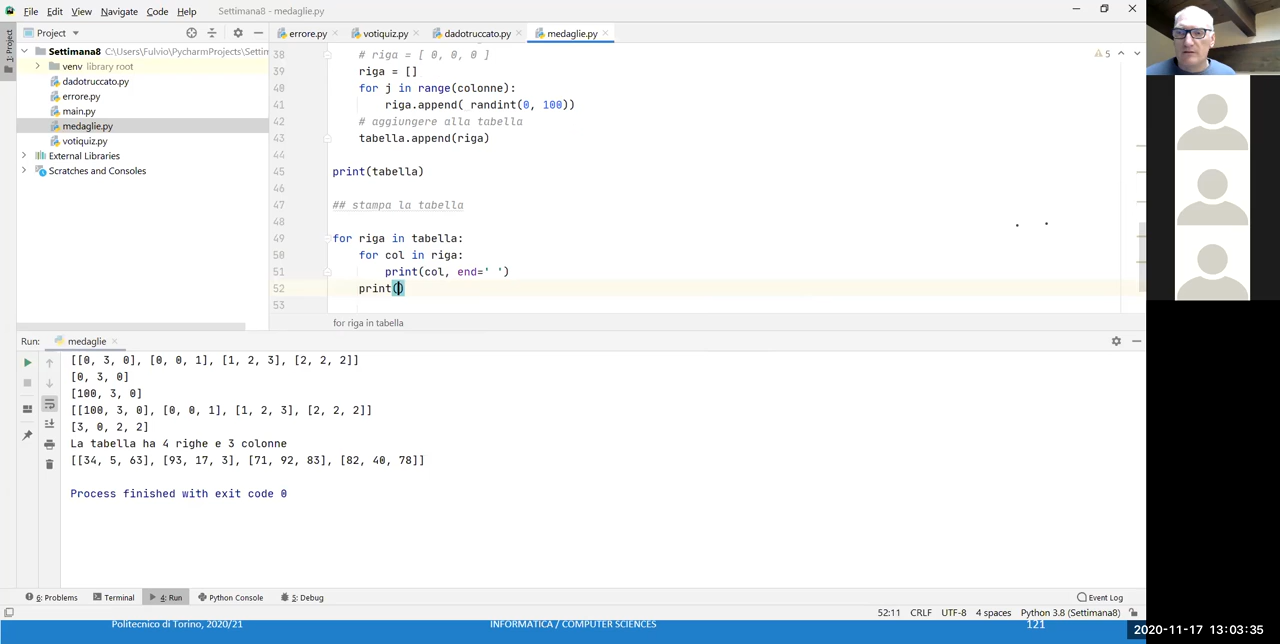 File Edit View Navigate Code Help Settimana8 - medaglie.py
Project
errore.py votiquiz.py dadotruccato.py medaglie.py
1: Project
Settimana8 C:\Users\Fulvio\PycharmProjects\Settim
venv library root
dadotruccato.py
errore.py
main.py
medaglie.py
votiquiz.py
External Libraries
Scratches and Consoles
5
38 # riga = [ 0, 0, 0 ]
39 riga = []
40 for j in range(colonne):
41 riga.append( randint(0, 100))
42 # aggiungere alla tabella
43 tabella.append(riga)
44
45 print(tabella)
46
47 ## stampa la tabella
48
49 for riga in tabella:
50 for col in riga:
51 print(col, end=' ')
52 print()
53
for riga in tabella
Run: medaglie
[[0, 3, 0], [0, 0, 1], [1, 2, 3], [2, 2, 2]]
[0, 3, 0]
[100, 3, 0]
[[100, 3, 0], [0, 0, 1], [1, 2, 3], [2, 2, 2]]
[3, 0, 2, 2]
La tabella ha 4 righe e 3 colonne
[[34, 5, 63], [93, 17, 3], [71, 92, 83], [82, 40, 78]]
Process finished with exit code 0
6: Problems Terminal 4: Run Python Console 5: Debug Event Log
52:11 CRLF UTF-8 4 spaces Python 3.8 (Settimana8)
Politecnico di Torino, 2020/21 INFORMATICA / COMPUTER SCIENCES 121
2020-11-17 13:03:35